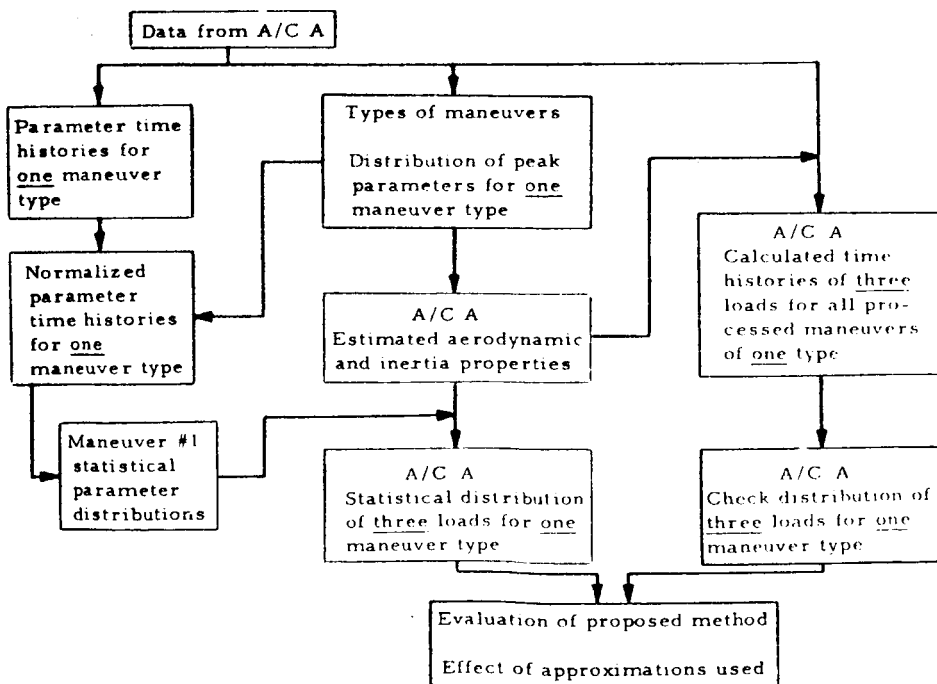 Data from A/C A
Parameter time
histories for
one maneuver
type
Types of maneuvers
Distribution of peak
parameters for one
maneuver type
Normalized
parameter
time histories
for one
maneuver type
A/C A
Estimated aerodynamic
and inertia properties
A/C A
Calculated time
histories of three
loads for all pro-
cessed maneuvers
of one type
Maneuver #1
statistical
parameter
distributions
A/C A
Statistical distribution
of three loads for one
maneuver type
A/C A
Check distribution of
three loads for one
maneuver type
Evaluation of proposed method
Effect of approximations used